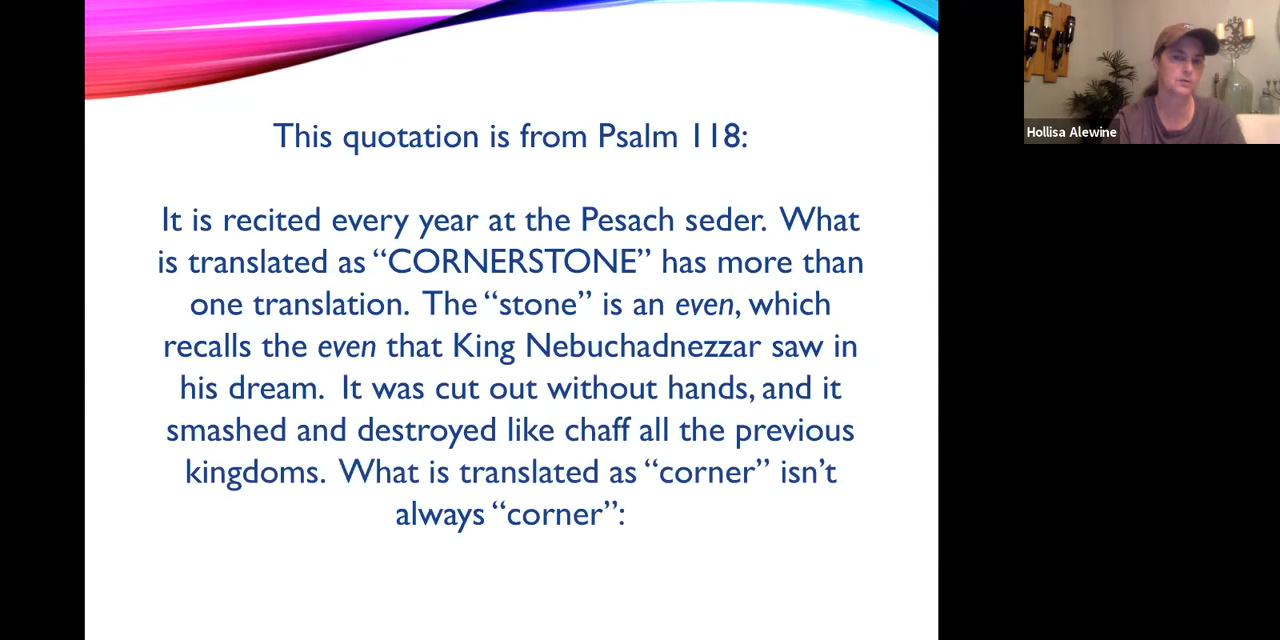 This quotation is from Psalm 118:
It is recited every year at the Pesach seder. What
is translated as “CORNERSTONE” has more than
one translation. The “stone” is an even, which
recalls the even that King Nebuchadnezzar saw in
his dream. It was cut out without hands, and it
smashed and destroyed like chaff all the previous
kingdoms. What is translated as “corner” isn’t
always “corner”:
Hollisa Alewine